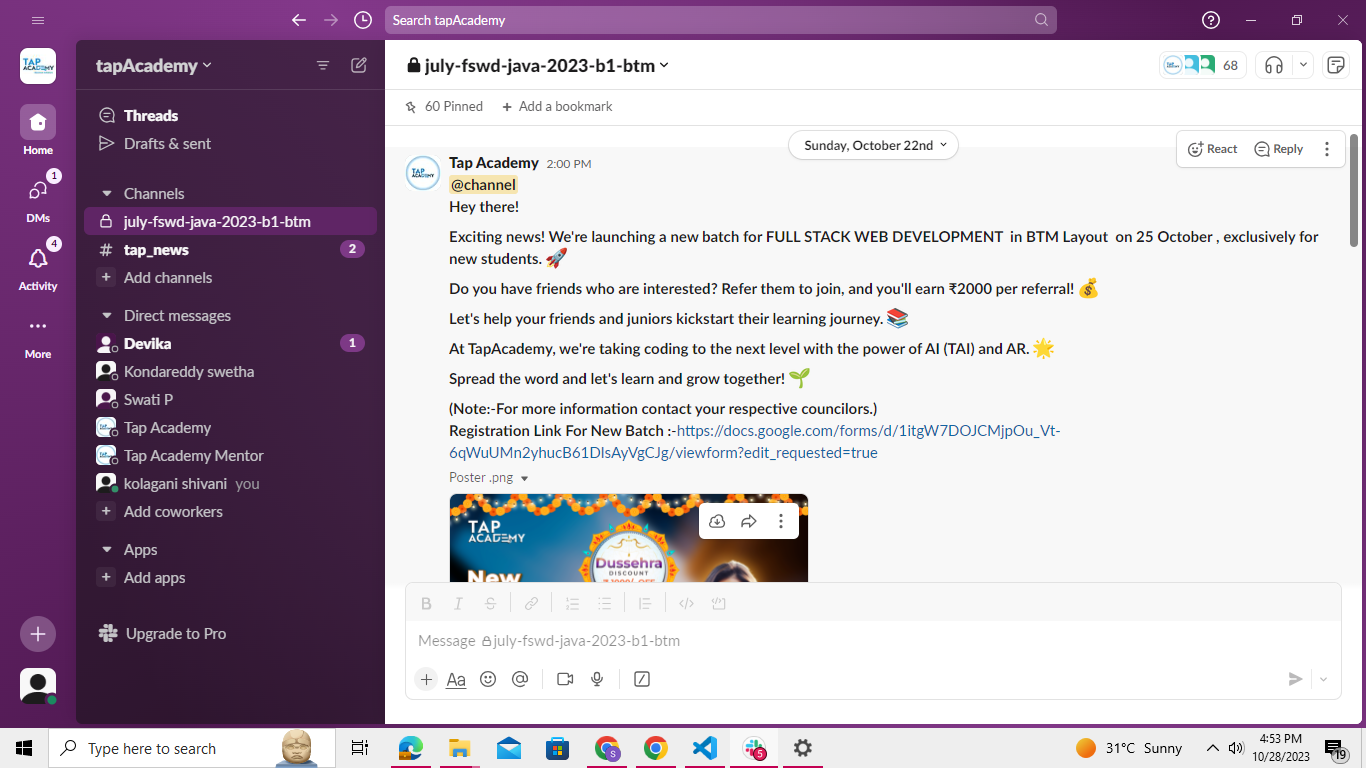 Search tapAcademy
TAP ACADEMY
Home
1
DMs
4
Activity
More
tapAcademy
Threads
Drafts & sent
Channels
july-fswd-java-2023-b1-btm
# tap_news 2
+ Add channels
Direct messages
Devika 1
Kondareddy swetha
Swati P
Tap Academy
Tap Academy Mentor
kolagani shivani you
+ Add coworkers
Apps
+ Add apps
Upgrade to Pro
july-fswd-java-2023-b1-btm
68
60 Pinned + Add a bookmark
Sunday, October 22nd
React Reply
Tap Academy 2:00 PM
@channel
Hey there!
Exciting news! We're launching a new batch for FULL STACK WEB DEVELOPMENT in BTM Layout on 25 October , exclusively for
new students. 🚀
Do you have friends who are interested? Refer them to join, and you'll earn ₹2000 per referral! 💰
Let's help your friends and juniors kickstart their learning journey. 📚
At TapAcademy, we're taking coding to the next level with the power of AI (TAI) and AR. 🌟
Spread the word and let's learn and grow together! 🌱
(Note:-For more information contact your respective councilors.)
Registration Link For New Batch :-https://docs.google.com/forms/d/1itgW7DOJCMjpOu_Vt-
6qWuUMn2yhucB61DlsAyVgCJg/viewform?edit_requested=true
Poster .png
TAP
ACADEMY
Dussehra
DISCOUNT
New
B I S
Message july-fswd-java-2023-b1-btm
+ Aa @
Type here to search
S
5
31°C Sunny
4:53 PM
10/28/2023
19